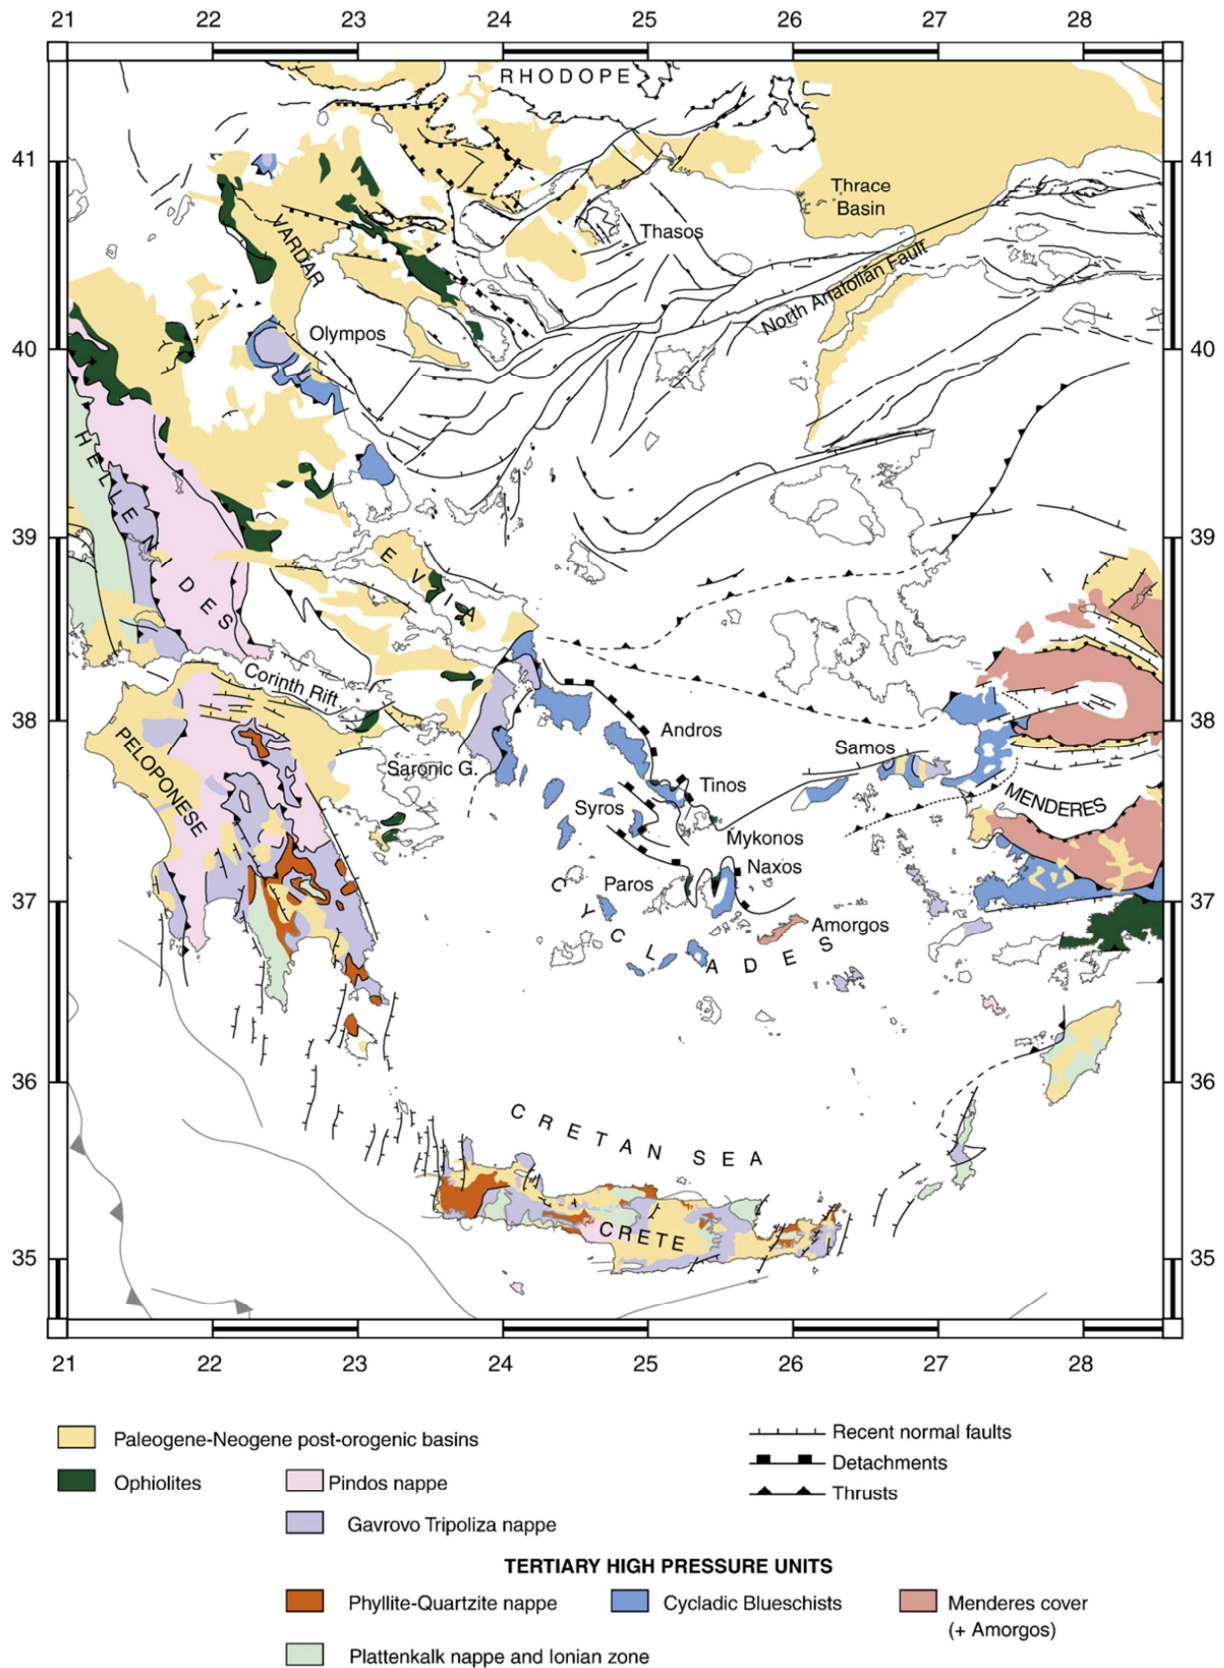 21 22 23 24 25 26 27 28
RHODOPE
41 41
Thrace
Basin
VARDAR
Thasos
North Anatolian Fault
Olympos
40 40
HELLENIDES
39 39
EVVIA
Corinth Rift
38 38
Andros
PELOPONESE
Saronic G.
Samos
Tinos
MENDERES
Syros
Mykonos
Naxos
Paros
37 37
Amorgos
CYCLADES
36 36
CRETAN SEA
CRETE
35 35
21 22 23 24 25 26 27 28
Paleogene-Neogene post-orogenic basins
Recent normal faults
Detachments
Ophiolites
Pindos nappe
Thrusts
Gavrovo Tripoliza nappe
TERTIARY HIGH PRESSURE UNITS
Phyllite-Quartzite nappe
Cycladic Blueschists
Menderes cover
(+ Amorgos)
Plattenkalk nappe and Ionian zone